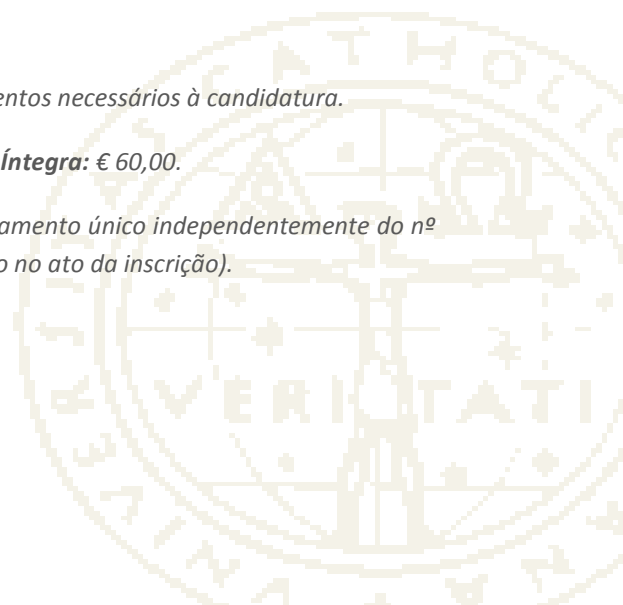 entos necessários à candidatura.
Íntegra: € 60,00.
amento único independentemente do nº
o no ato da inscrição).
VERITATI